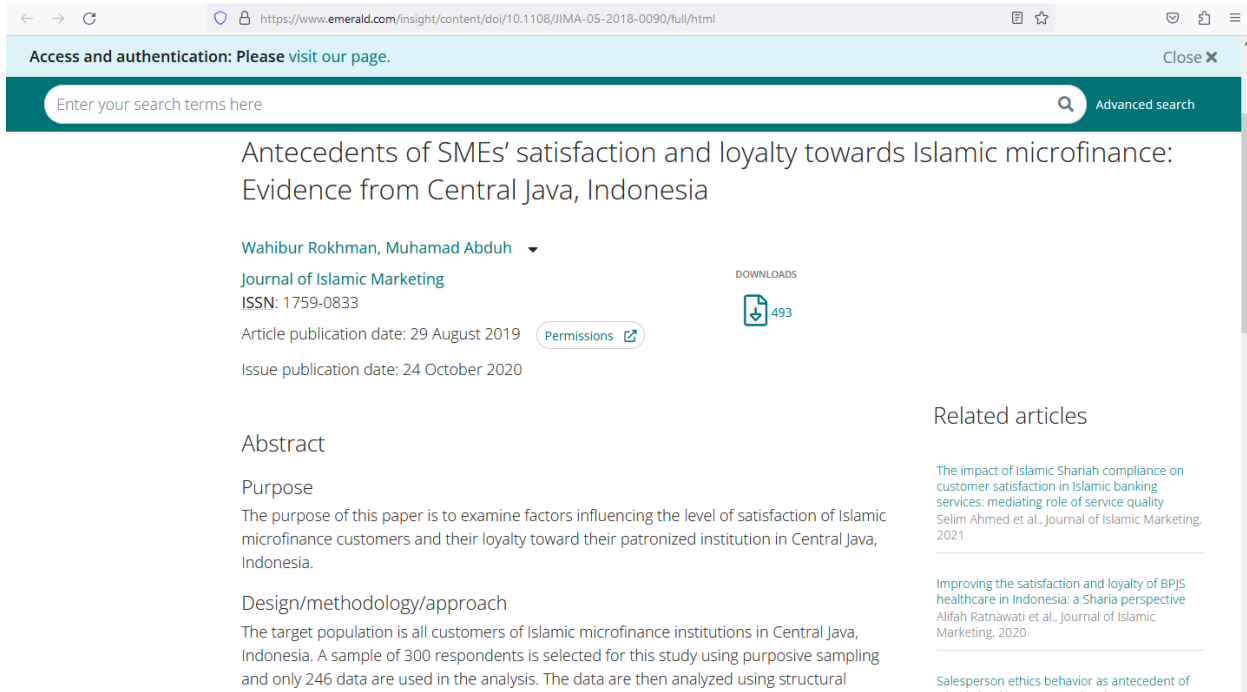 https://www.emerald.com/insight/content/doi/10.1108/JIMA-05-2018-0090/full/html
Access and authentication: Please visit our page.
Close ✖
Enter your search terms here
Advanced search
Antecedents of SMEs' satisfaction and loyalty towards Islamic microfinance:
Evidence from Central Java, Indonesia
Wahibur Rokhman, Muhamad Abduh
Journal of Islamic Marketing
ISSN: 1759-0833
Article publication date: 29 August 2019
Permissions
Issue publication date: 24 October 2020
DOWNLOADS
493
Abstract
Purpose
The purpose of this paper is to examine factors influencing the level of satisfaction of Islamic
microfinance customers and their loyalty toward their patronized institution in Central Java,
Indonesia.
Design/methodology/approach
The target population is all customers of Islamic microfinance institutions in Central Java,
Indonesia. A sample of 300 respondents is selected for this study using purposive sampling
and only 246 data are used in the analysis. The data are then analyzed using structural
Related articles
The impact of Islamic Shariah compliance on
customer satisfaction in Islamic banking
services: mediating role of service quality
Selim Ahmed et al., Journal of Islamic Marketing,
2021
Improving the satisfaction and loyalty of BPJS
healthcare in Indonesia: a Sharia perspective
Alifah Ratnawati et al., Journal of Islamic
Marketing, 2020
Salesperson ethics behavior as antecedent of